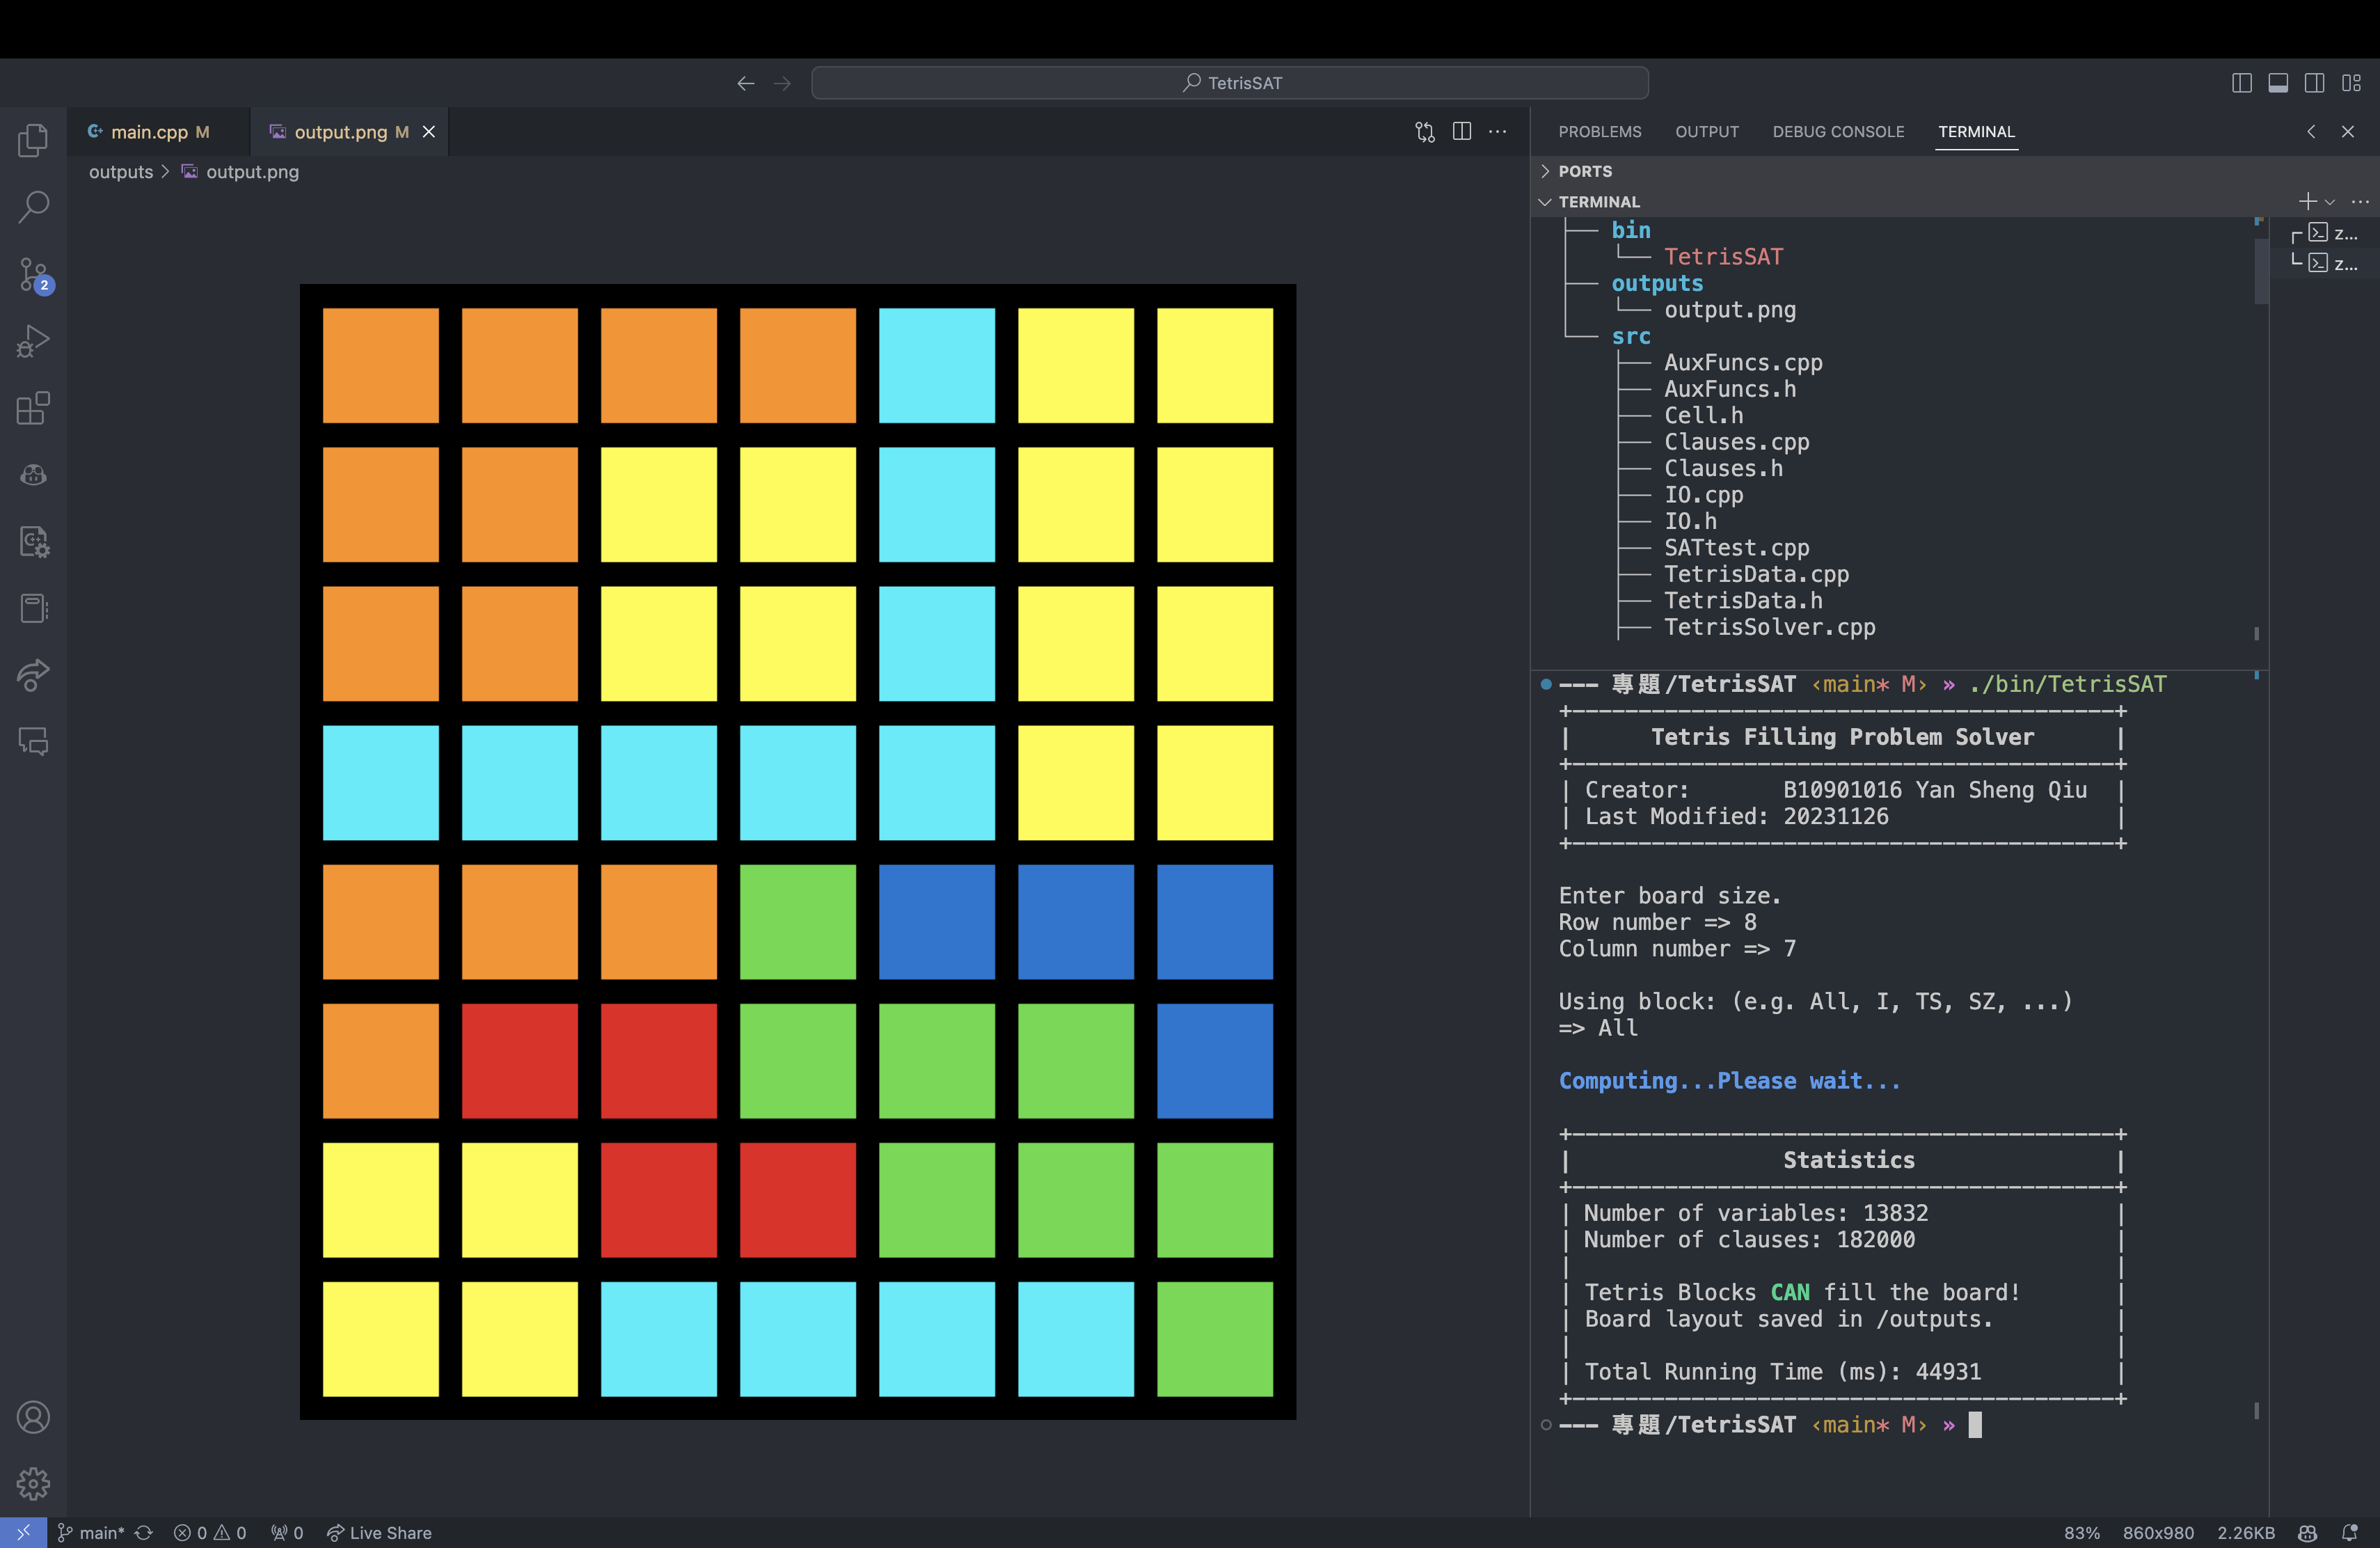 TetrisSAT
main.cpp M
output.png M
outputs > output.png
2
PROBLEMS OUTPUT DEBUG CONSOLE TERMINAL
PORTS
TERMINAL
├── bin
│   └── TetrisSAT
├── outputs
│   └── output.png
└── src
    ├── AuxFuncs.cpp
    ├── AuxFuncs.h
    ├── Cell.h
    ├── Clauses.cpp
    ├── Clauses.h
    ├── IO.cpp
    ├── IO.h
    ├── SATtest.cpp
    ├── TetrisData.cpp
    ├── TetrisData.h
    ├── TetrisSolver.cpp
z...
z...
--- 專題/TetrisSAT ‹main* M› » ./bin/TetrisSAT
+-----------------------------------------+
| Tetris Filling Problem Solver |
+-----------------------------------------+
| Creator: B10901016 Yan Sheng Qiu |
| Last Modified: 20231126 |
+-----------------------------------------+
Enter board size.
Row number => 8
Column number => 7
Using block: (e.g. All, I, TS, SZ, ...)
=> All
Computing...Please wait...
+-----------------------------------------+
| Statistics |
+-----------------------------------------+
| Number of variables: 13832 |
| Number of clauses: 182000 |
| |
| Tetris Blocks CAN fill the board! |
| Board layout saved in /outputs. |
| |
| Total Running Time (ms): 44931 |
+-----------------------------------------+
--- 專題/TetrisSAT ‹main* M› »
main* 0 0 0 Live Share 83% 860x980 2.26KB